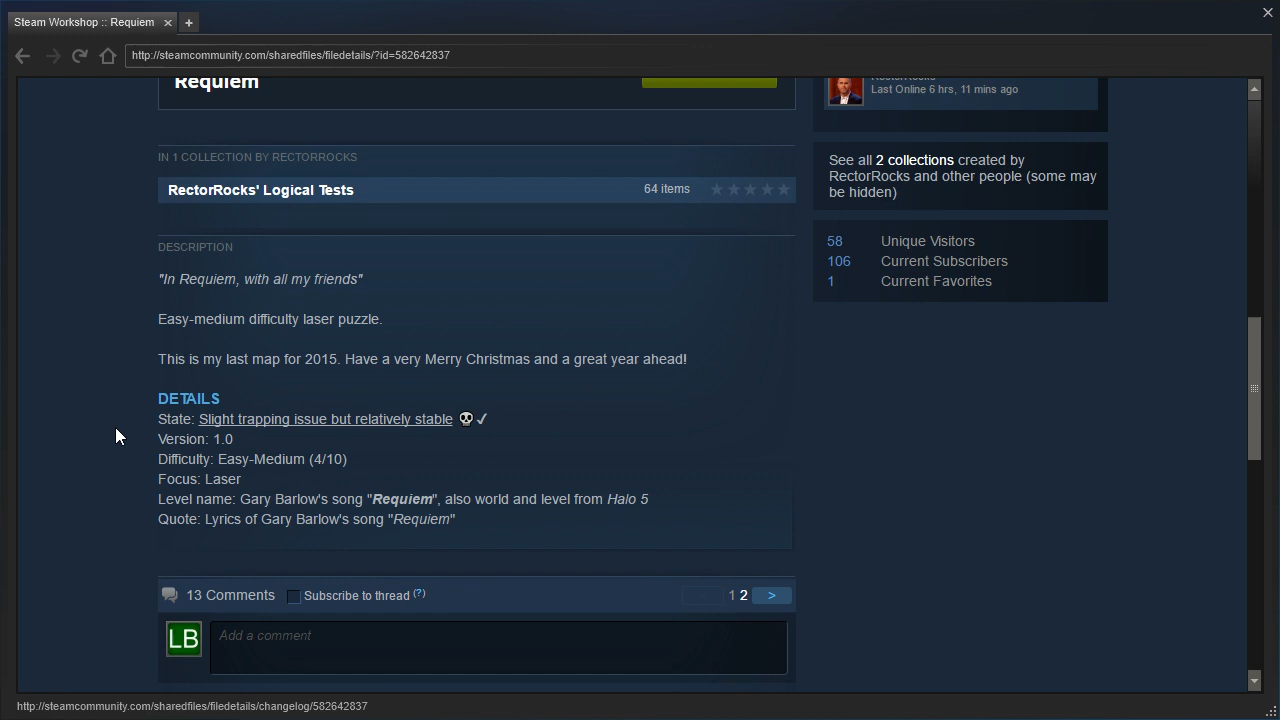 Steam Workshop :: Requiem
http://steamcommunity.com/sharedfiles/filedetails/?id=582642837
Requiem
RectorRocks
Last Online 6 hrs, 11 mins ago
IN 1 COLLECTION BY RECTORROCKS
RectorRocks' Logical Tests 64 items
See all 2 collections created by
RectorRocks and other people (some may
be hidden)
58 Unique Visitors
106 Current Subscribers
1 Current Favorites
DESCRIPTION
"In Requiem, with all my friends"
Easy-medium difficulty laser puzzle.
This is my last map for 2015. Have a very Merry Christmas and a great year ahead!
DETAILS
State: Slight trapping issue but relatively stable 
Version: 1.0
Difficulty: Easy-Medium (4/10)
Focus: Laser
Level name: Gary Barlow's song "Requiem", also world and level from Halo 5
Quote: Lyrics of Gary Barlow's song "Requiem"
13 Comments Subscribe to thread (?) < 1 2 >
LB Add a comment
http://steamcommunity.com/sharedfiles/filedetails/changelog/582642837